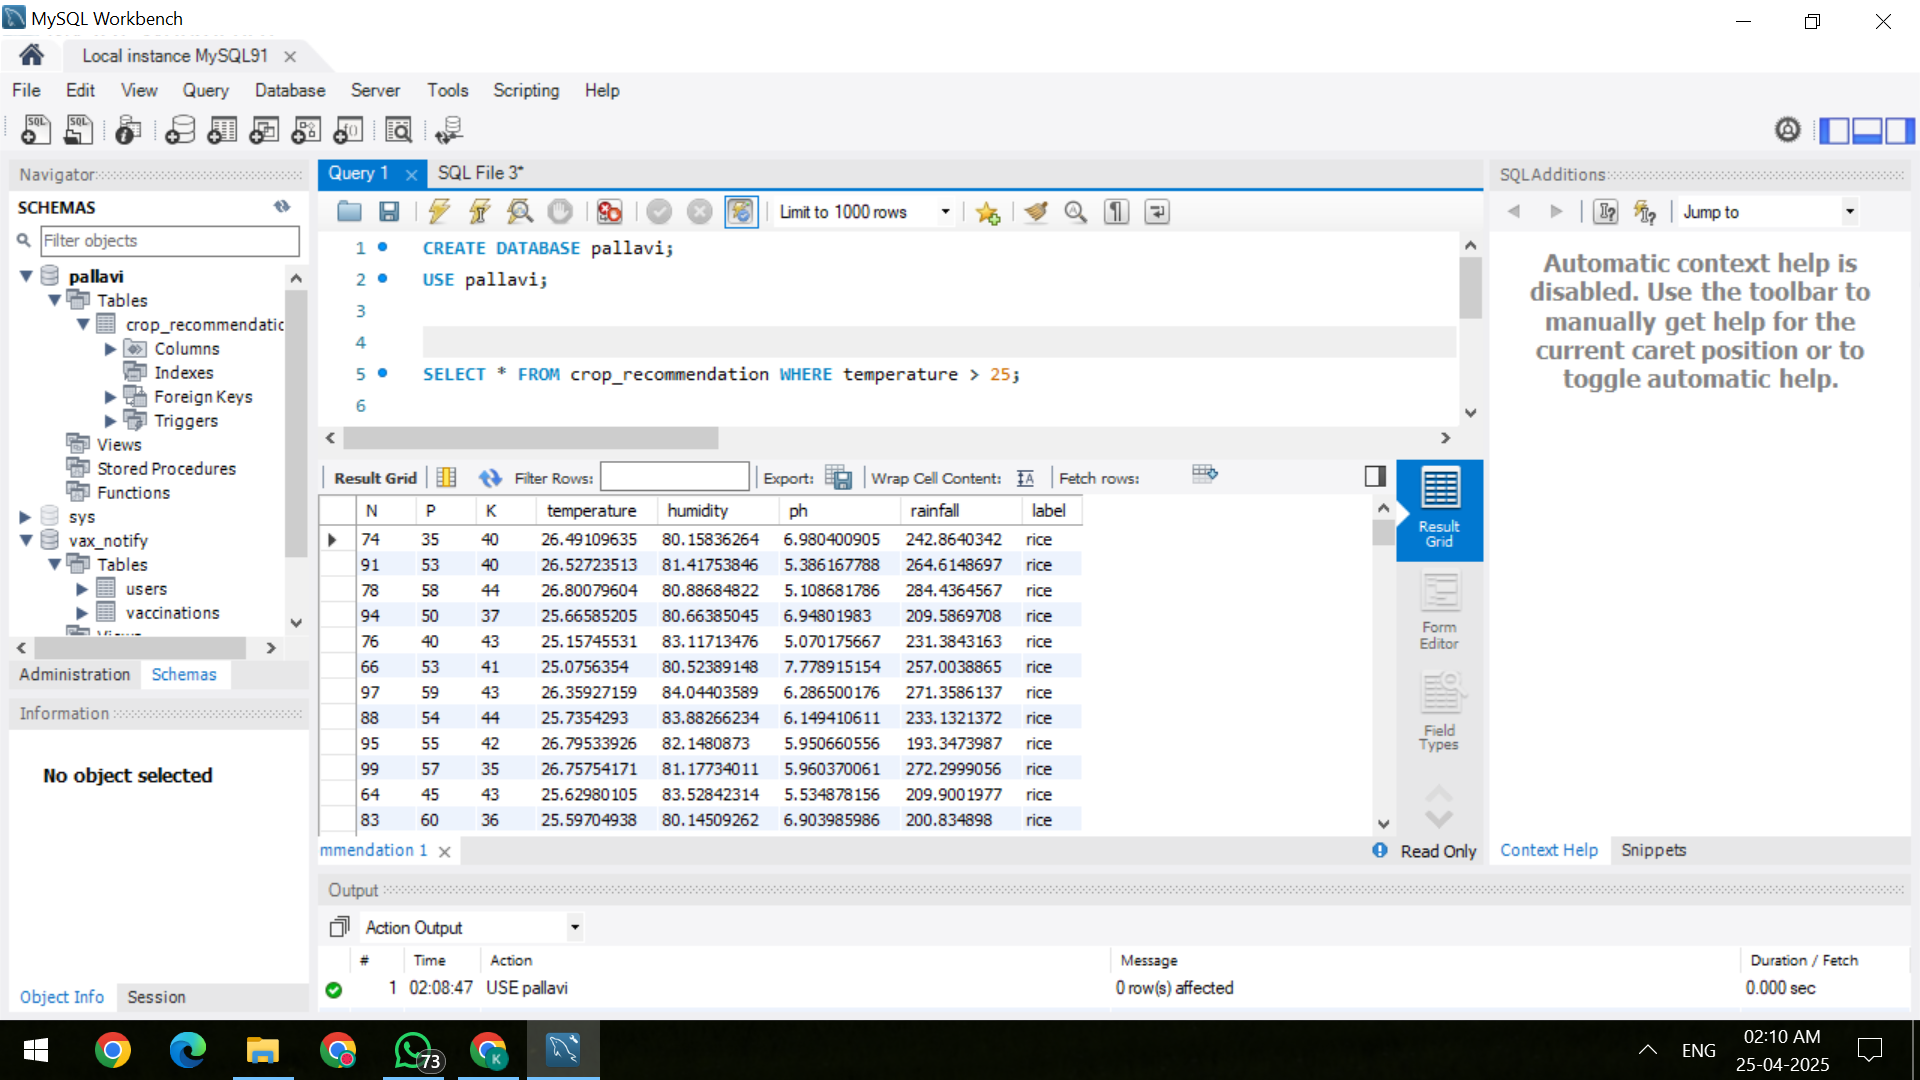 MySQL Workbench
Local instance MySQL91
File Edit View Query Database Server Tools Scripting Help
Navigator
SCHEMAS
Filter objects
pallavi
Tables
crop_recommendatic
Columns
Indexes
Foreign Keys
Triggers
Views
Stored Procedures
Functions
sys
vax_notify
Tables
users
vaccinations
Administration Schemas
Information
No object selected
Object Info Session
Query 1 SQL File 3*
Limit to 1000 rows
1 CREATE DATABASE pallavi;
2 USE pallavi;
3
4
5 SELECT * FROM crop_recommendation WHERE temperature > 25;
6
Result Grid Filter Rows: Export: Wrap Cell Content: Fetch rows:
N P K temperature humidity ph rainfall label
74 35 40 26.49109635 80.15836264 6.980400905 242.8640342 rice
91 53 40 26.52723513 81.41753846 5.386167788 264.6148697 rice
78 58 44 26.80079604 80.88684822 5.108681786 284.4364567 rice
94 50 37 25.66585205 80.66385045 6.94801983 209.5869708 rice
76 40 43 25.15745531 83.11713476 5.070175667 231.3843163 rice
66 53 41 25.0756354 80.52389148 7.778915154 257.0038865 rice
97 59 43 26.35927159 84.04403589 6.286500176 271.3586137 rice
88 54 44 25.7354293 83.88266234 6.149410611 233.1321372 rice
95 55 42 26.79533926 82.1480873 5.950660556 193.3473987 rice
99 57 35 26.75754171 81.17734011 5.960370061 272.2999056 rice
64 45 43 25.62980105 83.52842314 5.534878156 209.9001977 rice
83 60 36 25.59704938 80.14509262 6.903985986 200.834898 rice
Result
Grid
Form
Editor
Field
Types
mmendation 1
Read Only
SQLAdditions
Jump to
Automatic context help is
disabled. Use the toolbar to
manually get help for the
current caret position or to
toggle automatic help.
Context Help Snippets
Output
Action Output
# Time Action Message Duration / Fetch
1 02:08:47 USE pallavi 0 row(s) affected 0.000 sec
73
K
ENG
02:10 AM
25-04-2025